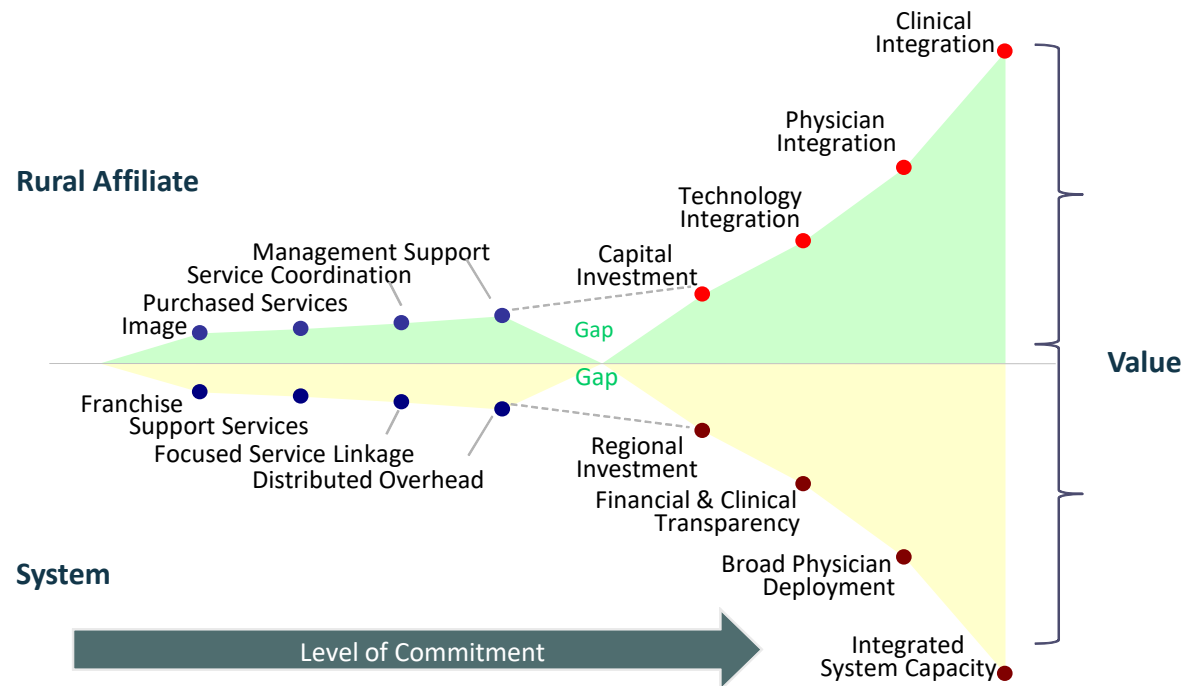 Clinical
Integration
Physician
Integration
Rural Affiliate
Technology
Integration
Management Support
Capital
Investment
Service Coordination
Purchased Services
Image
Gap
Gap
Value
Franchise
Support Services
Focused Service Linkage
Distributed Overhead
Regional
Investment
Financial & Clinical
Transparency
Broad Physician
Deployment
System
Level of Commitment
Integrated
System Capacity